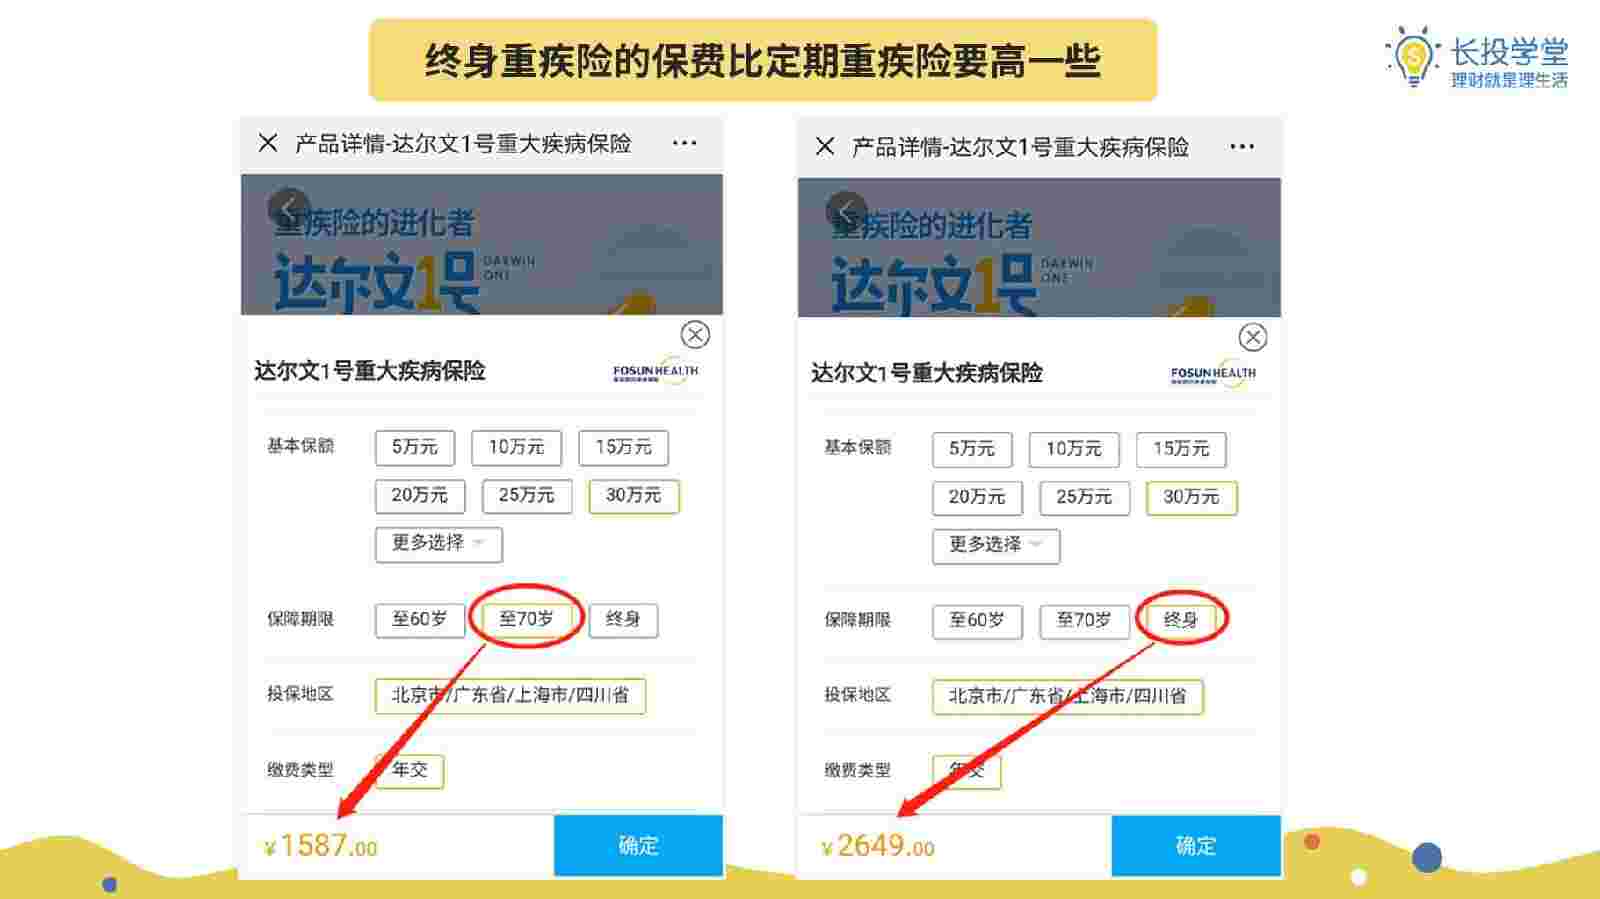 终身重疾险的保费比定期重疾险要高一些
长投学堂
理财就是理生活
产品详情-达尔文1号重大疾病保险
重疾险的进化者
达尔文1号
DARWIN
ONE
达尔文1号重大疾病保险
FOSUN HEALTH
基本保额
5万元
10万元
15万元
20万元
25万元
30万元
更多选择
保障期限
至60岁
至70岁
终身
投保地区
北京市/广东省/上海市/四川省
缴费类型
年交
¥1587.00
确定
产品详情-达尔文1号重大疾病保险
重疾险的进化者
达尔文1号
DARWIN
ONE
达尔文1号重大疾病保险
FOSUN HEALTH
基本保额
5万元
10万元
15万元
20万元
25万元
30万元
更多选择
保障期限
至60岁
至70岁
终身
投保地区
北京市/广东省/上海市/四川省
缴费类型
年交
¥2649.00
确定